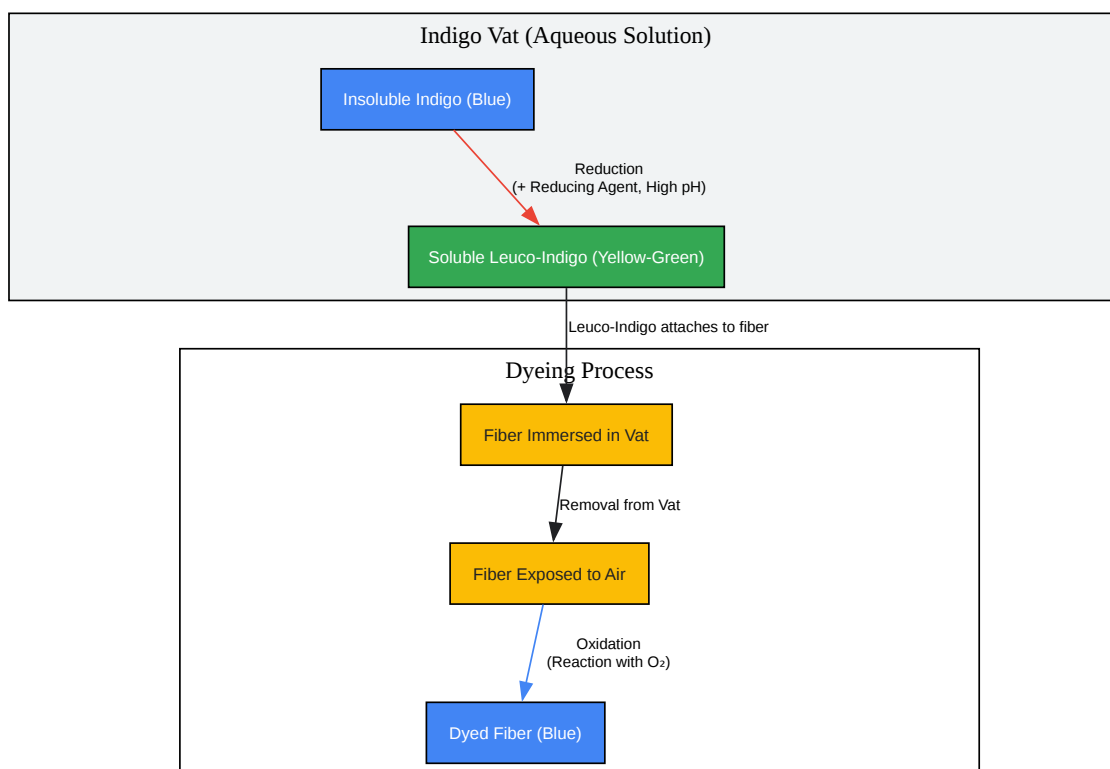 Indigo Vat (Aqueous Solution)
Insoluble Indigo (Blue)
Reduction
(+ Reducing Agent, High pH)
Soluble Leuco-Indigo (Yellow-Green)
Leuco-Indigo attaches to fiber
Dyeing Process
Fiber Immersed in Vat
Removal from Vat
Fiber Exposed to Air
Oxidation
(Reaction with O₂)
Dyed Fiber (Blue)